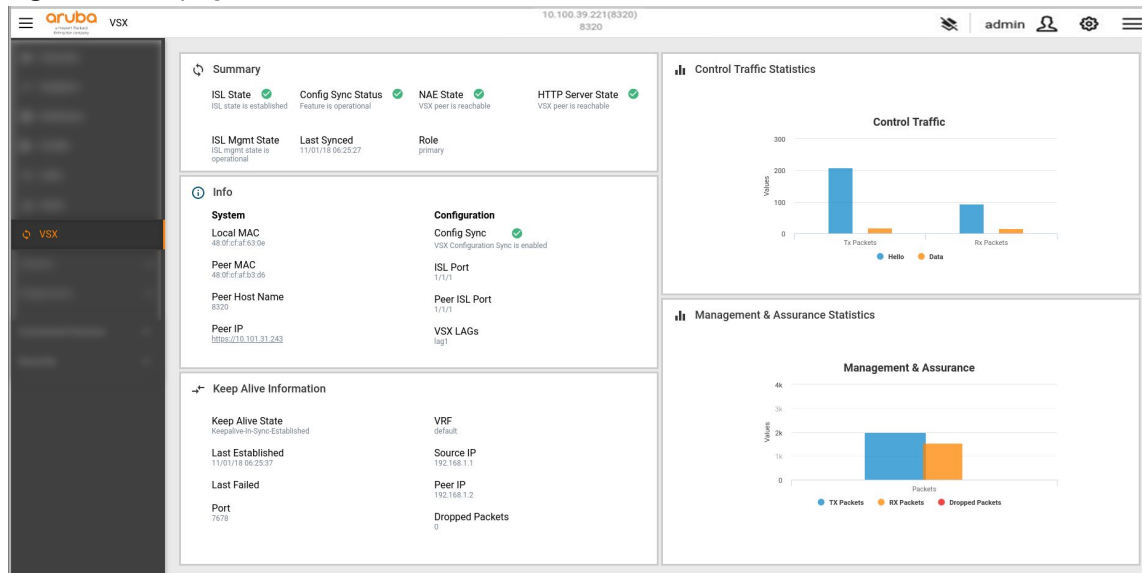 aruba
a Hewlett Packard
Enterprise company
VSX
10.100.39.221(8320)
8320
admin
VSX
Summary
ISL State
ISL state is established
Config Sync Status
Feature is operational
NAE State
VSX peer is reachable
HTTP Server State
VSX peer is reachable
ISL Mgmt State
ISL mgmt state is
operational
Last Synced
11/01/18 06:25:27
Role
primary
Info
System
Local MAC
48:0f:cf:af:63:0e
Peer MAC
48:0f:cf:af:b3:d6
Peer Host Name
8320
Peer IP
https://10.101.31.243
Configuration
Config Sync
VSX Configuration Sync is enabled
ISL Port
1/1/1
Peer ISL Port
1/1/1
VSX LAGs
lag1
Keep Alive Information
Keep Alive State
Keepalive-In-Sync-Established
Last Established
11/01/18 06:25:37
Last Failed
Port
7678
VRF
default
Source IP
192.168.1.1
Peer IP
192.168.1.2
Dropped Packets
0
Control Traffic Statistics
Control Traffic
300
200
100
0
Values
Tx Packets
Rx Packets
Hello
Data
Management & Assurance Statistics
Management & Assurance
4k
3k
2k
1k
0
Values
Packets
TX Packets
RX Packets
Dropped Packets